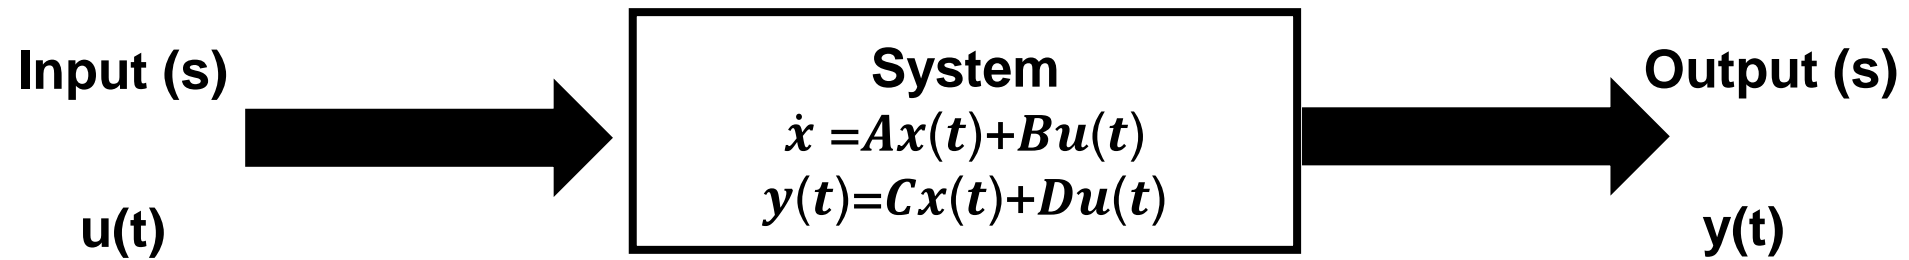 Input (s)
u(t)
System
ẋ =Ax(t)+Bu(t)
y(t)=Cx(t)+Du(t)
Output (s)
y(t)